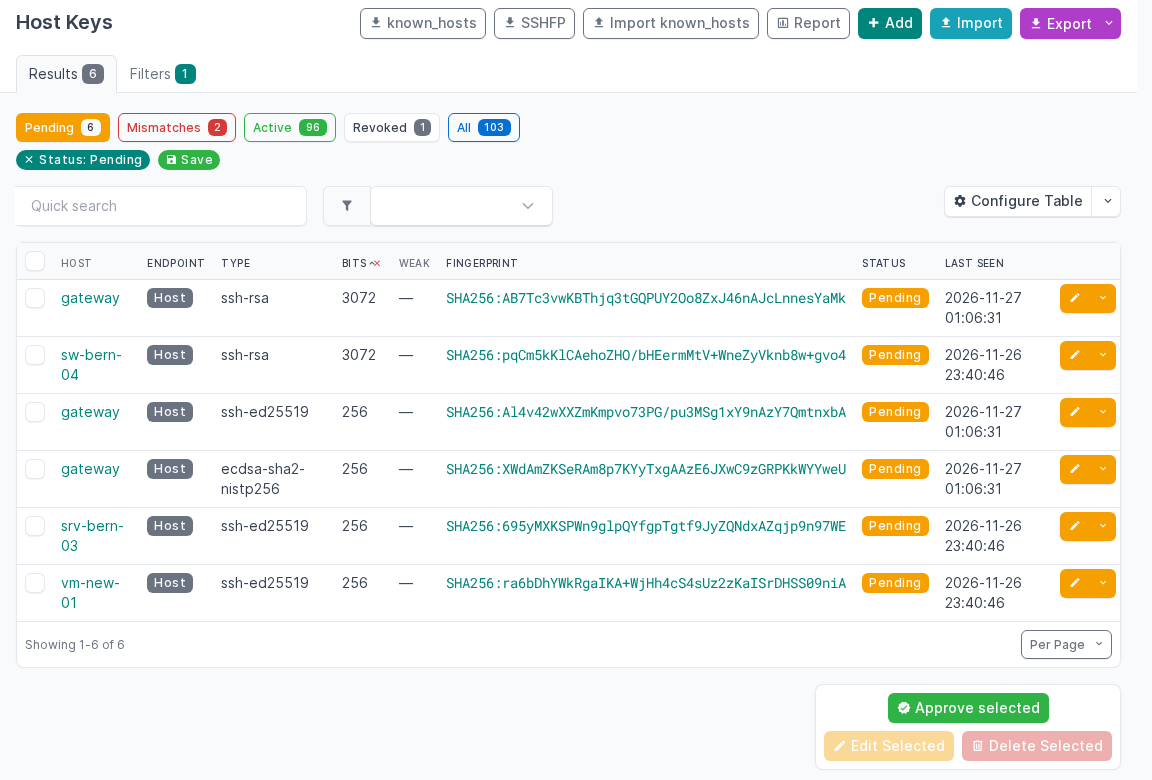 Host Keys
known_hosts
SSHFP
Import known_hosts
Report
Add
Import
Export
Results 6
Filters 1
Pending 6
Mismatches 2
Active 96
Revoked 1
All 103
Status: Pending
Save
Quick search
Configure Table
HOST ENDPOINT TYPE BITS WEAK FINGERPRINT STATUS LAST SEEN
gateway Host ssh-rsa 3072 — SHA256:AB7Tc3vwKBThjq3tGQPUY2Oo8ZxJ46nAJcLnnesYaMk Pending 2026-11-27
01:06:31
sw-bern- Host ssh-rsa 3072 — SHA256:pqCm5kKlCAehoZHO/bHEermMtV+WneZyVknb8w+gvo4 Pending 2026-11-26
04 23:40:46
gateway Host ssh-ed25519 256 — SHA256:Al4v42wXXZmKmpvo73PG/pu3MSg1xY9nAzY7QmtnxbA Pending 2026-11-27
01:06:31
gateway Host ecdsa-sha2- 256 — SHA256:XWdAmZKSeRAm8p7KYyTxgAAzE6JXwC9zGRPKkWYYweU Pending 2026-11-27
nistp256 01:06:31
srv-bern- Host ssh-ed25519 256 — SHA256:695yMXKSPWn9glpQYfgpTgtf9JyZQNdxAZqjp9n97WE Pending 2026-11-26
03 23:40:46
vm-new- Host ssh-ed25519 256 — SHA256:ra6bDhYWkRgaIKA+WjHh4cS4sUz2zKaISrDHSS09niA Pending 2026-11-26
01 23:40:46
Showing 1-6 of 6
Per Page
Approve selected
Edit Selected
Delete Selected